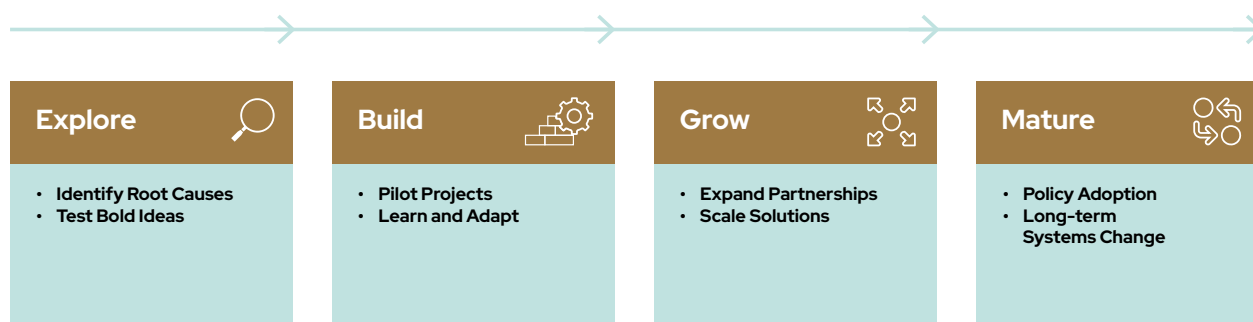 Explore
• Identify Root Causes
• Test Bold Ideas
Build
• Pilot Projects
• Learn and Adapt
Grow
• Expand Partnerships
• Scale Solutions
Mature
• Policy Adoption
• Long-term
Systems Change